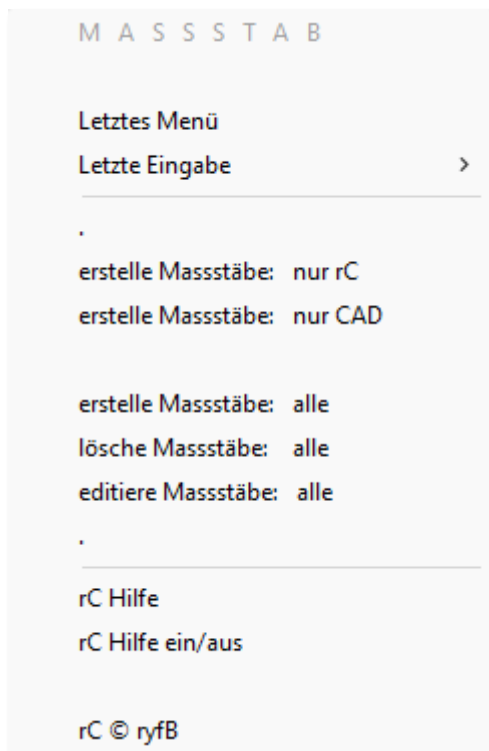 M A S S S T A B
Letztes Menü
Letzte Eingabe >
.
erstelle Massstäbe: nur rC
erstelle Massstäbe: nur CAD
erstelle Massstäbe: alle
lösche Massstäbe: alle
editiere Massstäbe: alle
.
rC Hilfe
rC Hilfe ein/aus
rC © ryfB